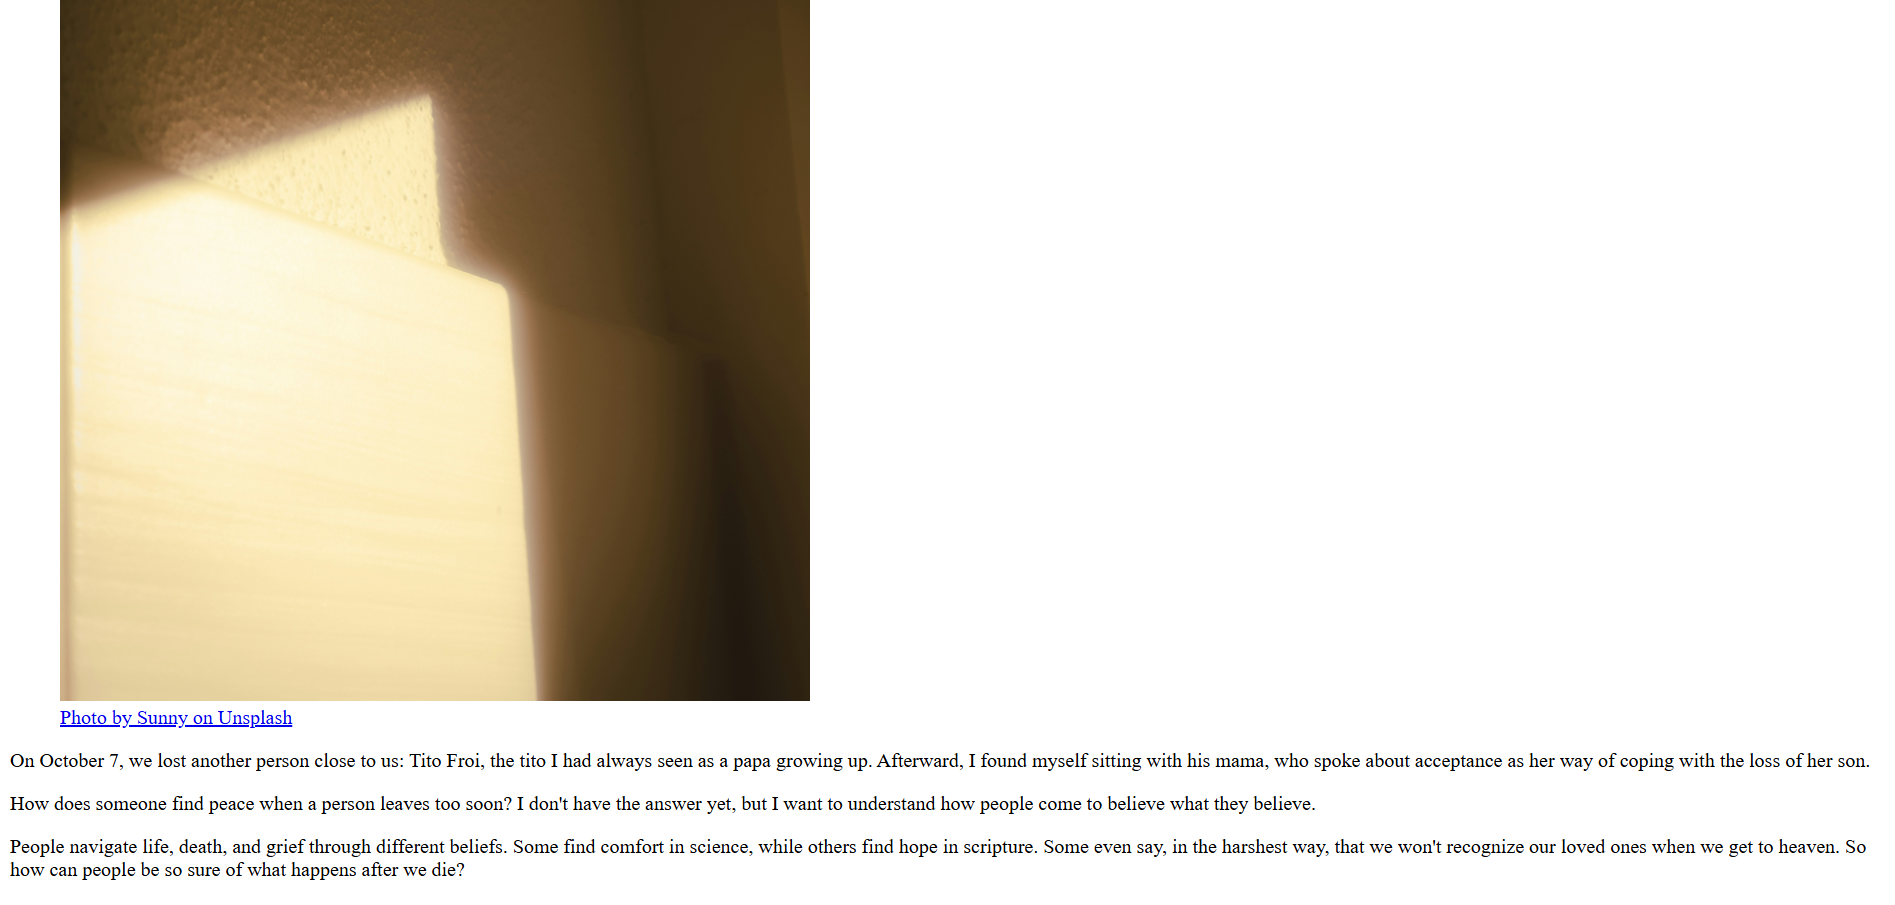 Photo by Sunny on Unsplash
On October 7, we lost another person close to us: Tito Froi, the tito I had always seen as a papa growing up. Afterward, I found myself sitting with his mama, who spoke about acceptance as her way of coping with the loss of her son.
How does someone find peace when a person leaves too soon? I don't have the answer yet, but I want to understand how people come to believe what they believe.
People navigate life, death, and grief through different beliefs. Some find comfort in science, while others find hope in scripture. Some even say, in the harshest way, that we won't recognize our loved ones when we get to heaven. So
how can people be so sure of what happens after we die?